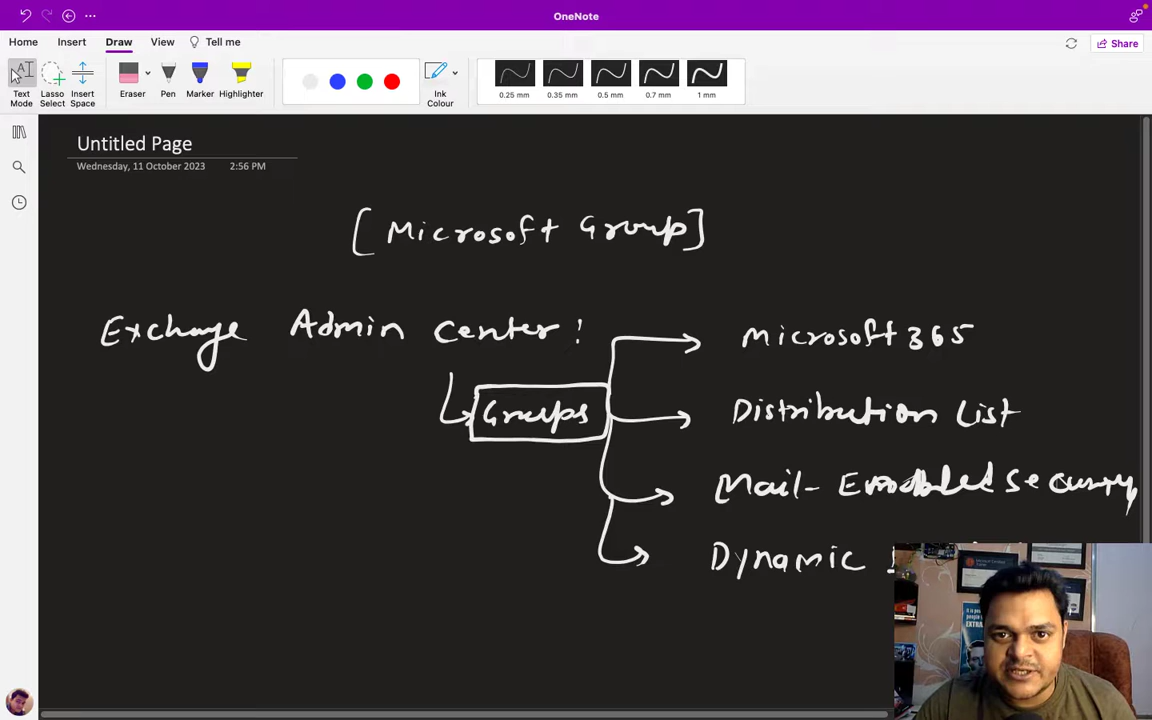 OneNote
Home Insert Draw View Tell me
Share
Text Mode
Lasso Select
Insert Space
Eraser
Pen
Marker
Highlighter
Ink Colour
0.25 mm
0.35 mm
0.5 mm
0.7 mm
1 mm
Untitled Page
Wednesday, 11 October 2023 2:56 PM
[Microsoft Group]
Exchange Admin Center!
Microsoft 365
Groups
Distribution List
Mail-Enabled Security
Dynamic
EXTRA